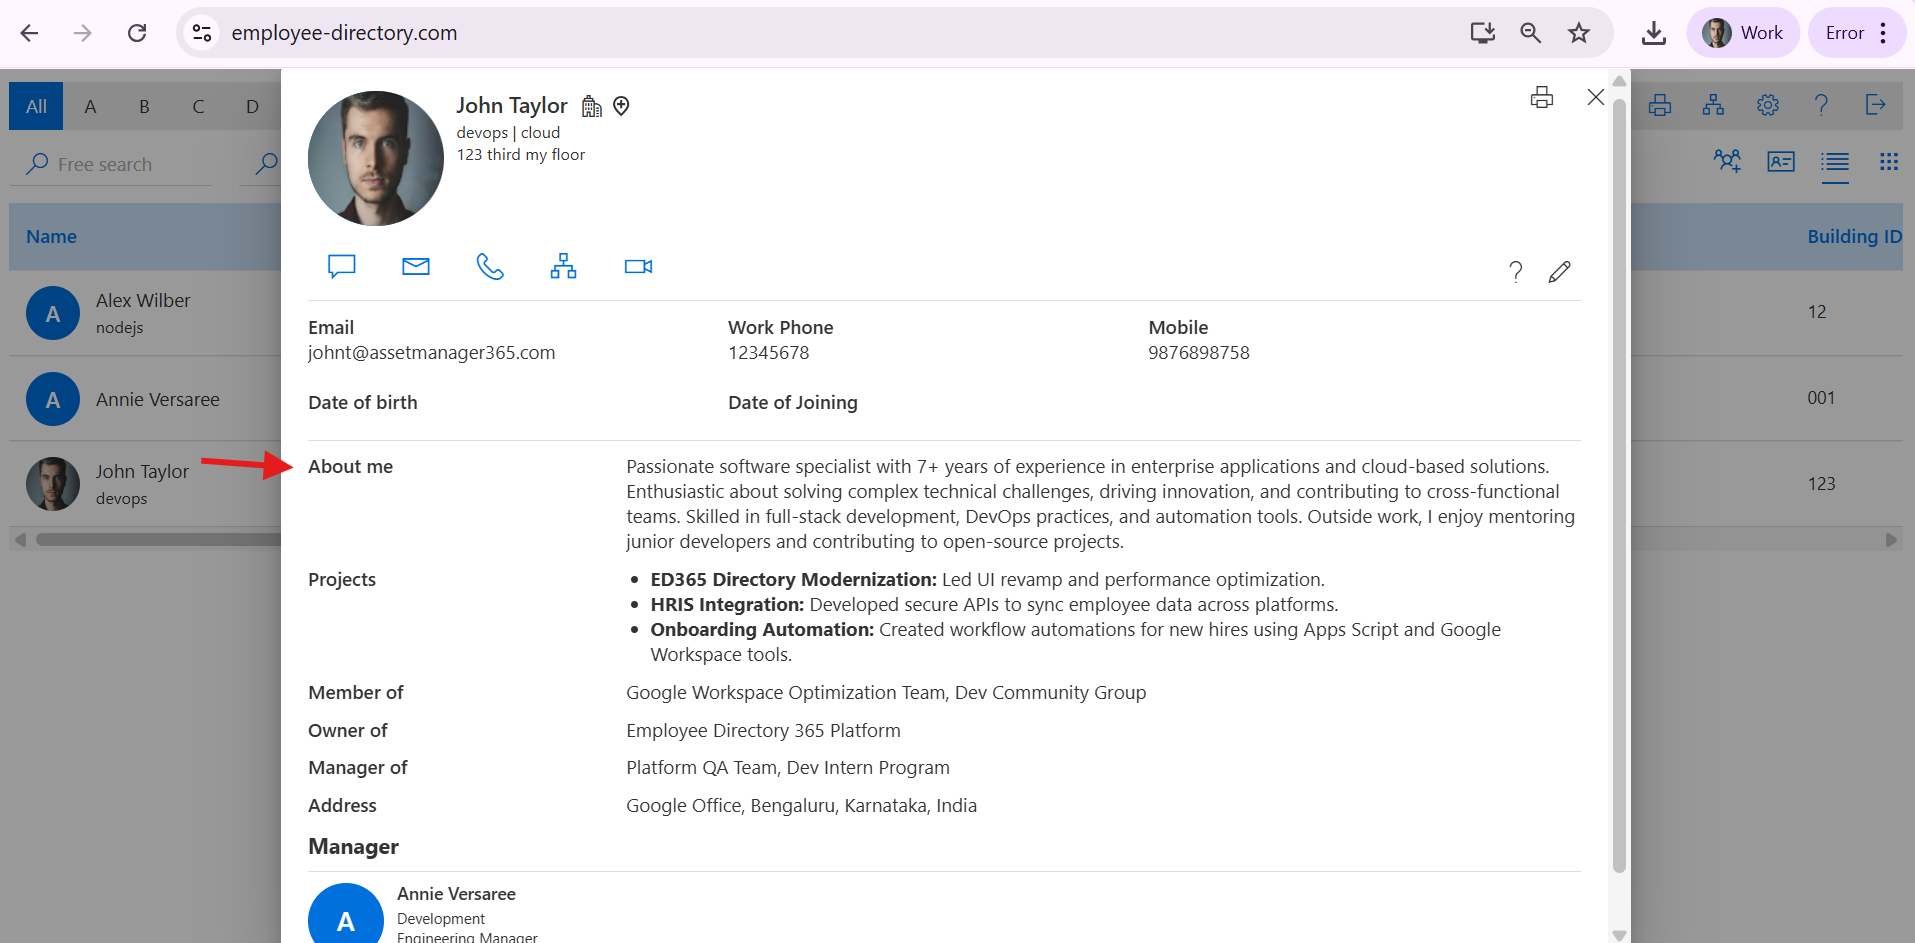 employee-directory.com
Work
Error
All A B C D
Free search
Name
Building ID
Alex Wilber
nodejs
12
Annie Versaree
001
John Taylor
devops
123
John Taylor
devops | cloud
123 third my floor
Email
johnt@assetmanager365.com
Work Phone
12345678
Mobile
9876898758
Date of birth
Date of Joining
About me
Passionate software specialist with 7+ years of experience in enterprise applications and cloud-based solutions.
Enthusiastic about solving complex technical challenges, driving innovation, and contributing to cross-functional
teams. Skilled in full-stack development, DevOps practices, and automation tools. Outside work, I enjoy mentoring
junior developers and contributing to open-source projects.
Projects
• ED365 Directory Modernization: Led UI revamp and performance optimization.
• HRIS Integration: Developed secure APIs to sync employee data across platforms.
• Onboarding Automation: Created workflow automations for new hires using Apps Script and Google
Workspace tools.
Member of
Google Workspace Optimization Team, Dev Community Group
Owner of
Employee Directory 365 Platform
Manager of
Platform QA Team, Dev Intern Program
Address
Google Office, Bengaluru, Karnataka, India
Manager
A
Annie Versaree
Development
Engineering Manager
A
A